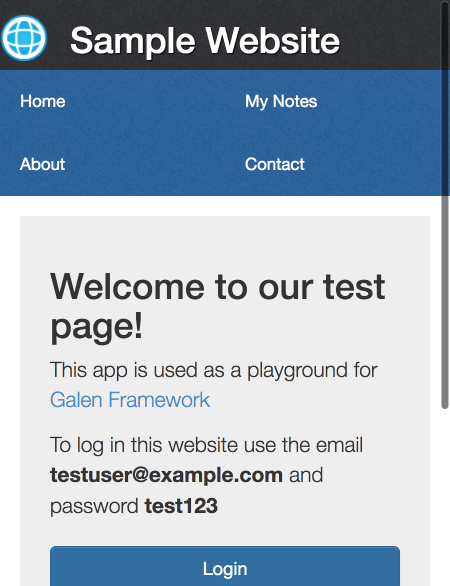 Sample Website
Home My Notes
About Contact
Welcome to our test
page!
This app is used as a playground for
Galen Framework
To log in this website use the email
testuser@example.com and
password test123
Login